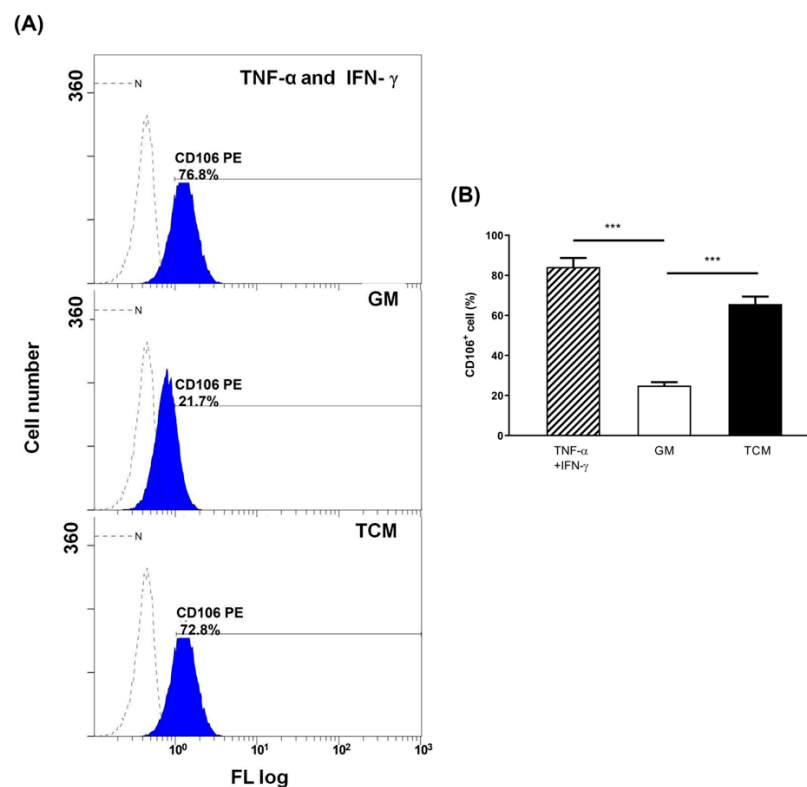 (A)
TNF-α and IFN- γ
360
N
CD106 PE
76.8%
GM
360
N
CD106 PE
21.7%
TCM
360
N
CD106 PE
72.8%
Cell number
10⁰ 10¹ 10² 10³
FL log
(B)
***
***
100
80
60
40
20
0
CD106⁺ cell (%)
TNF-α
+IFN-γ
GM
TCM